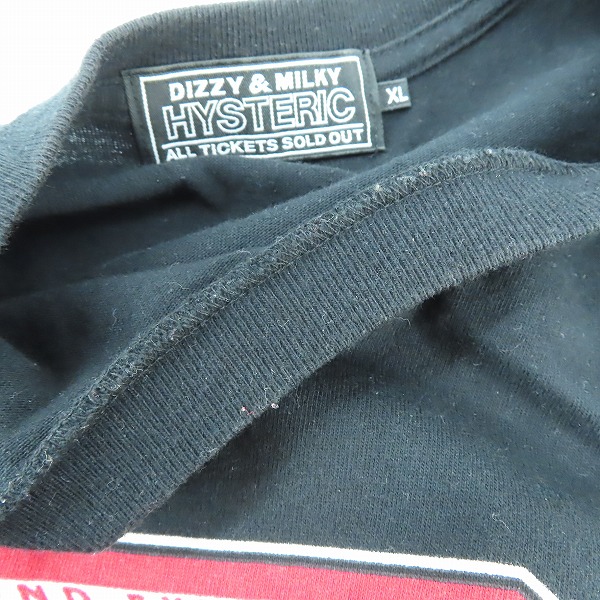 DIZZY & MILKY
HYSTERIC
ALL TICKETS SOLD OUT
XL